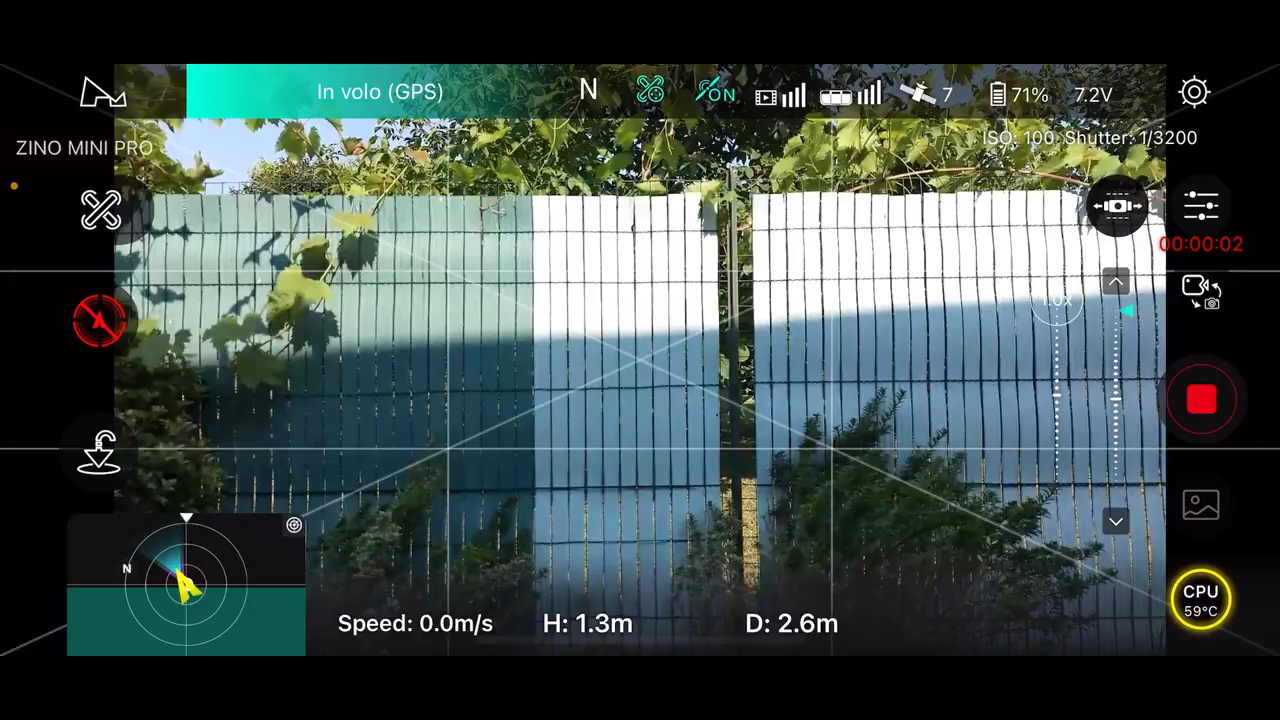 In volo (GPS) N ON 7 71% 7.2V
ISO: 100 Shutter: 1/3200
ZINO MINI PRO
00:00:02
1.0x
N
CPU
59°C
Speed: 0.0m/s H: 1.3m D: 2.6m